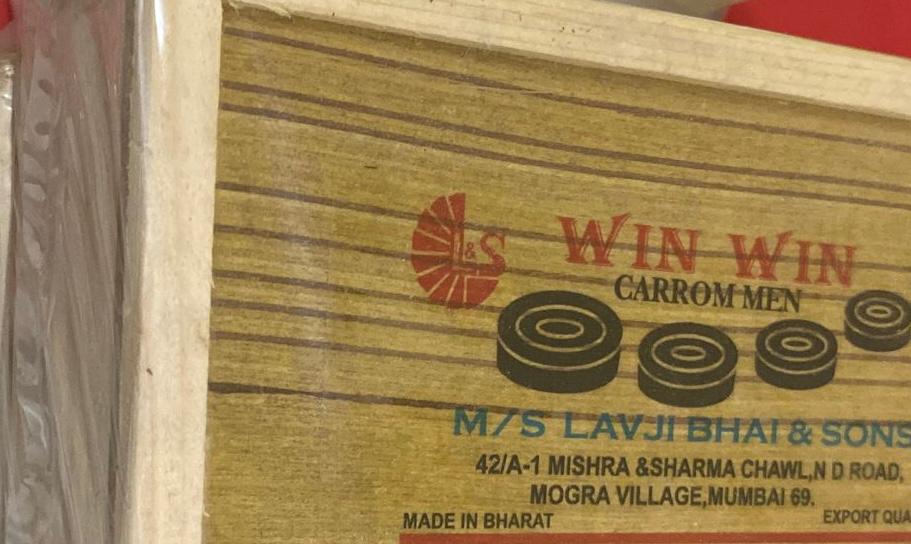 L&S
WIN WIN
CARROM MEN
M/S LAVJI BHAI & SONS
42/A-1 MISHRA &SHARMA CHAWL,N D ROAD,
MOGRA VILLAGE,MUMBAI 69.
MADE IN BHARAT
EXPORT